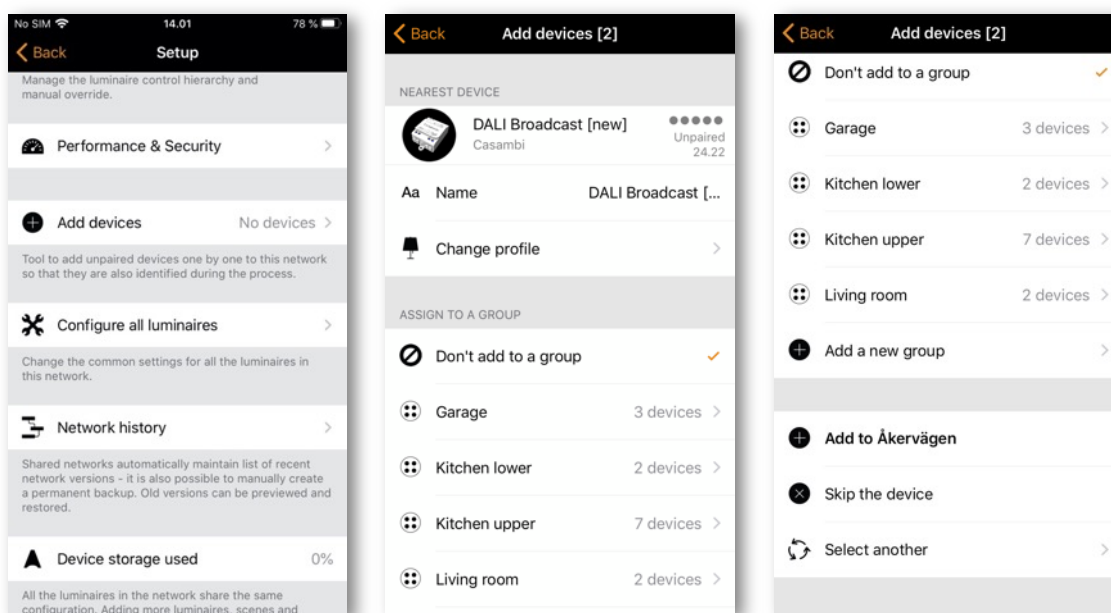 No SIM 14.01 78 %
Back Setup
Manage the luminaire control hierarchy and
manual override.
Performance & Security
Add devices No devices
Tool to add unpaired devices one by one to this network
so that they are also identified during the process.
Configure all luminaires
Change the common settings for all the luminaires in
this network.
Network history
Shared networks automatically maintain list of recent
network versions - it is also possible to manually create
a permanent backup. Old versions can be previewed and
restored.
Device storage used 0%
All the luminaires in the network share the same
configuration. Adding more luminaires, scenes and
Back Add devices [2]
NEAREST DEVICE
DALI Broadcast [new]
Casambi
Unpaired
24.22
Aa Name DALI Broadcast [...
Change profile
ASSIGN TO A GROUP
Don't add to a group
Garage 3 devices
Kitchen lower 2 devices
Kitchen upper 7 devices
Living room 2 devices
Back Add devices [2]
Don't add to a group
Garage 3 devices
Kitchen lower 2 devices
Kitchen upper 7 devices
Living room 2 devices
Add a new group
Add to Åkervägen
Skip the device
Select another